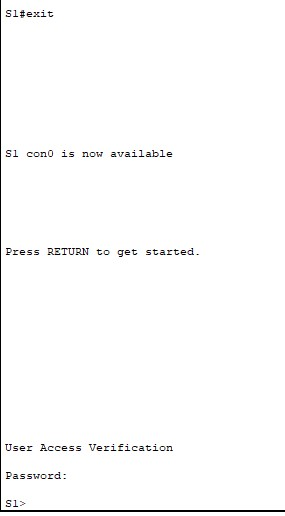 S1#exit
S1 con0 is now available
Press RETURN to get started.
User Access Verification
Password:
S1>